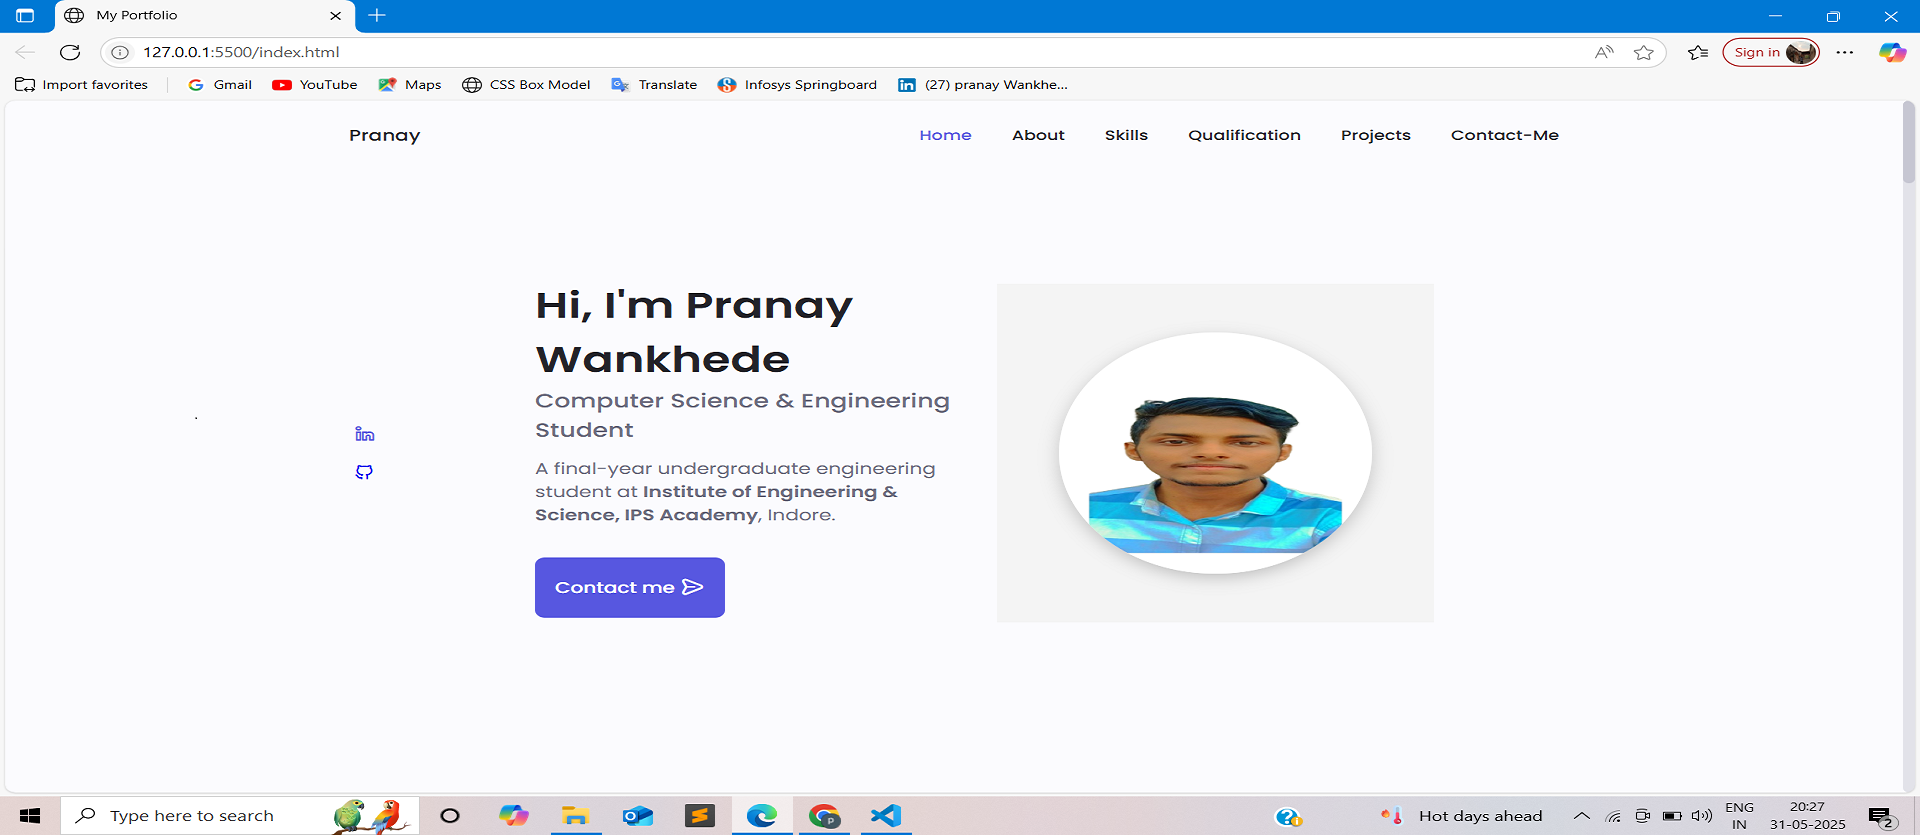 My Portfolio
127.0.0.1:5500/index.html
A
Sign in
Import favorites
Gmail
YouTube
Maps
CSS Box Model
Translate
Infosys Springboard
(27) pranay Wankhe...
Pranay
Home
About
Skills
Qualification
Projects
Contact-Me
Hi, I'm Pranay
Wankhede
Computer Science & Engineering
Student
A final-year undergraduate engineering
student at Institute of Engineering &
Science, IPS Academy, Indore.
Contact me
Type here to search
Hot days ahead
ENG
IN
20:27
31-05-2025
2